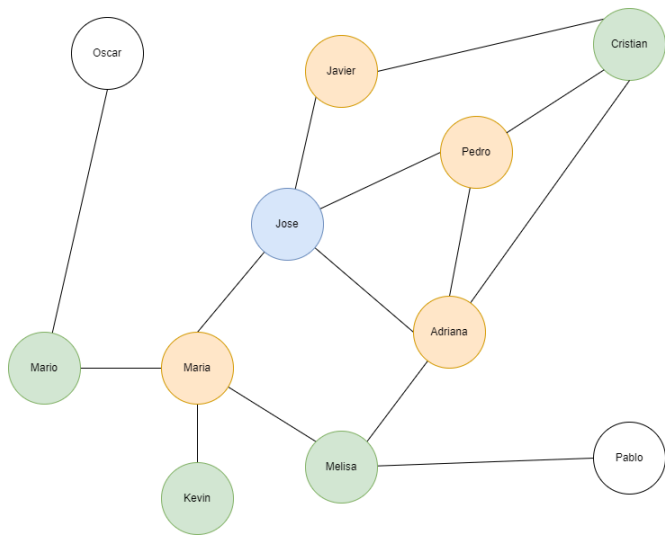 Oscar
Cristian
Javier
Pedro
Jose
Adriana
Mario
Maria
Melisa
Pablo
Kevin